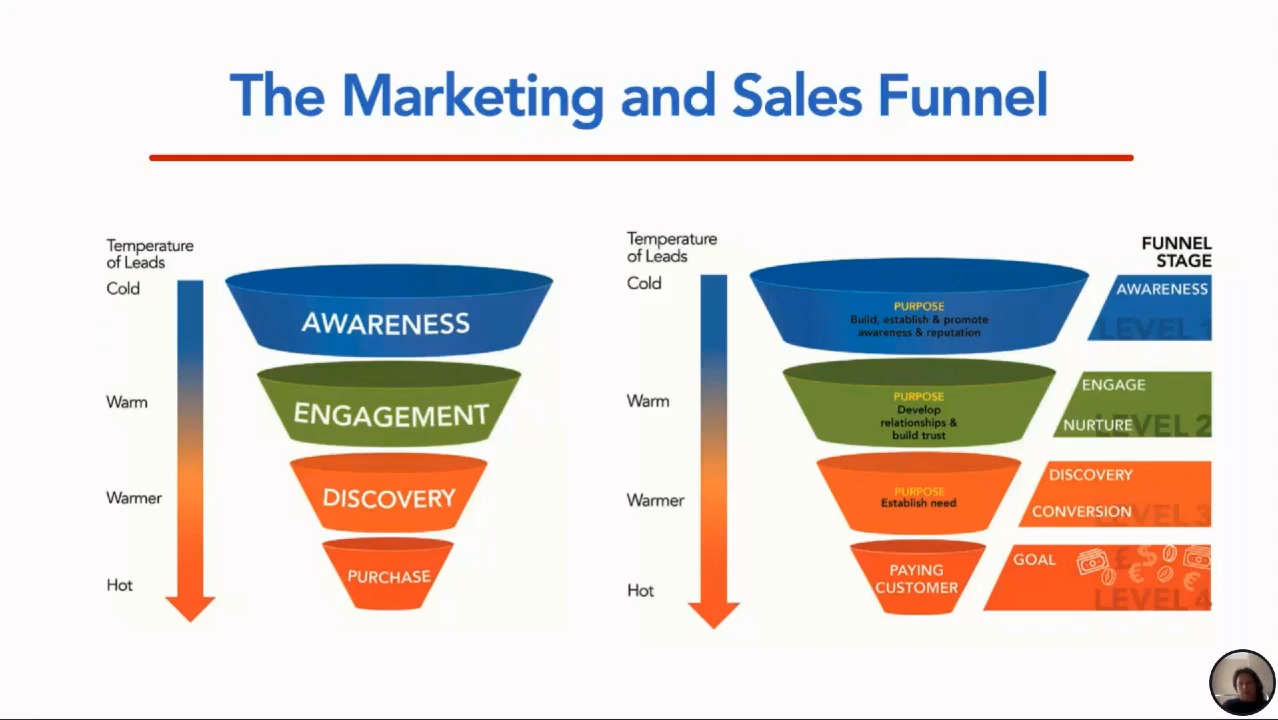 The Marketing and Sales Funnel
Temperature
of Leads
Cold
Warm
Warmer
Hot
AWARENESS
ENGAGEMENT
DISCOVERY
PURCHASE
Temperature
of Leads
Cold
Warm
Warmer
Hot
PURPOSE
Build, establish & promote
awareness & reputation
PURPOSE
Develop
relationships &
build trust
PURPOSE
Establish need
PAYING
CUSTOMER
FUNNEL
STAGE
AWARENESS
LEVEL 1
ENGAGE
NURTURE
LEVEL 2
DISCOVERY
CONVERSION
LEVEL 3
GOAL
£ $ € €
LEVEL 4